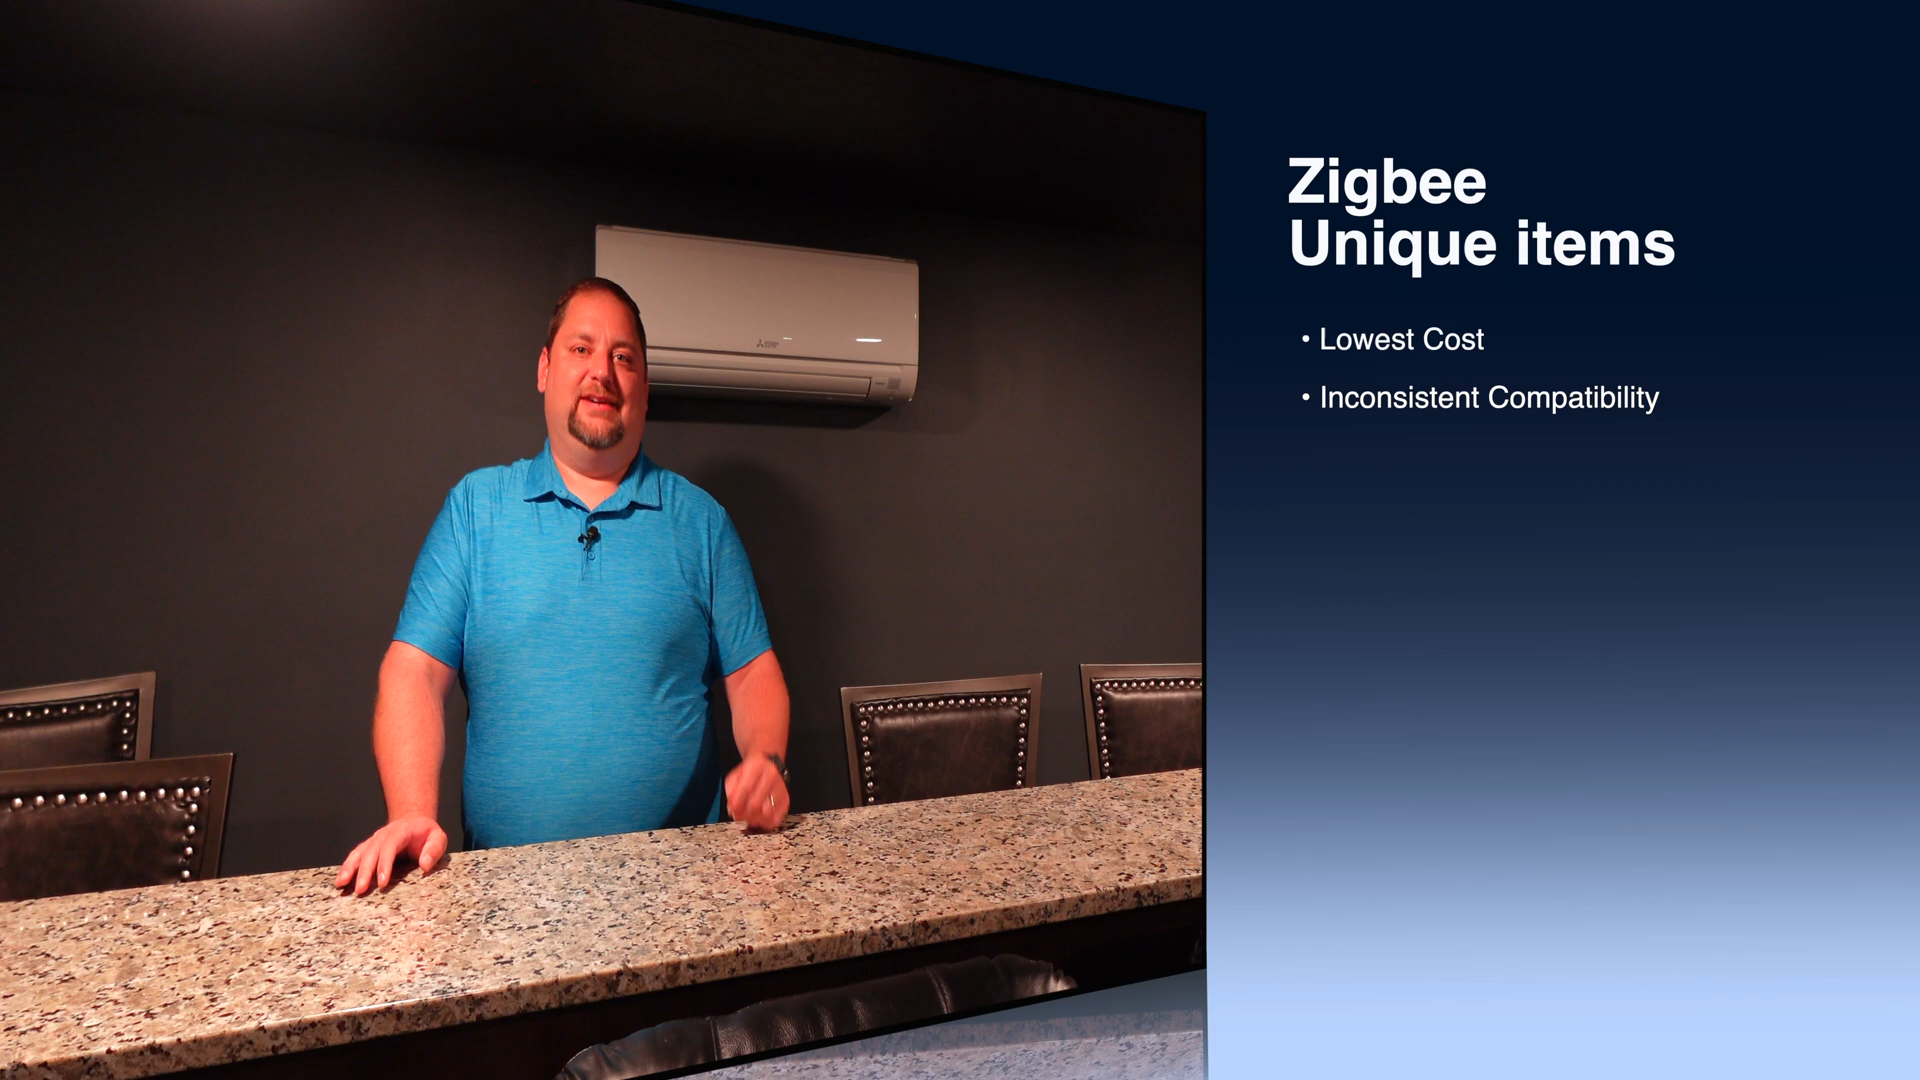 Zigbee
Unique items
• Lowest Cost
• Inconsistent Compatibility